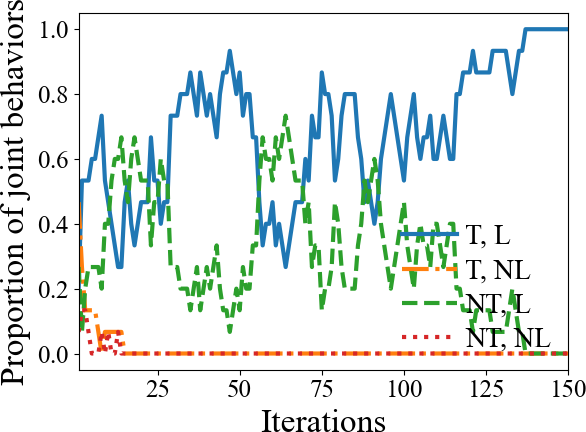 Proportion of joint behaviors
1.0
0.8
0.6
0.4
0.2
0.0
T, L
T, NL
NT, L
NT, NL
25 50 75 100 125 150
Iterations